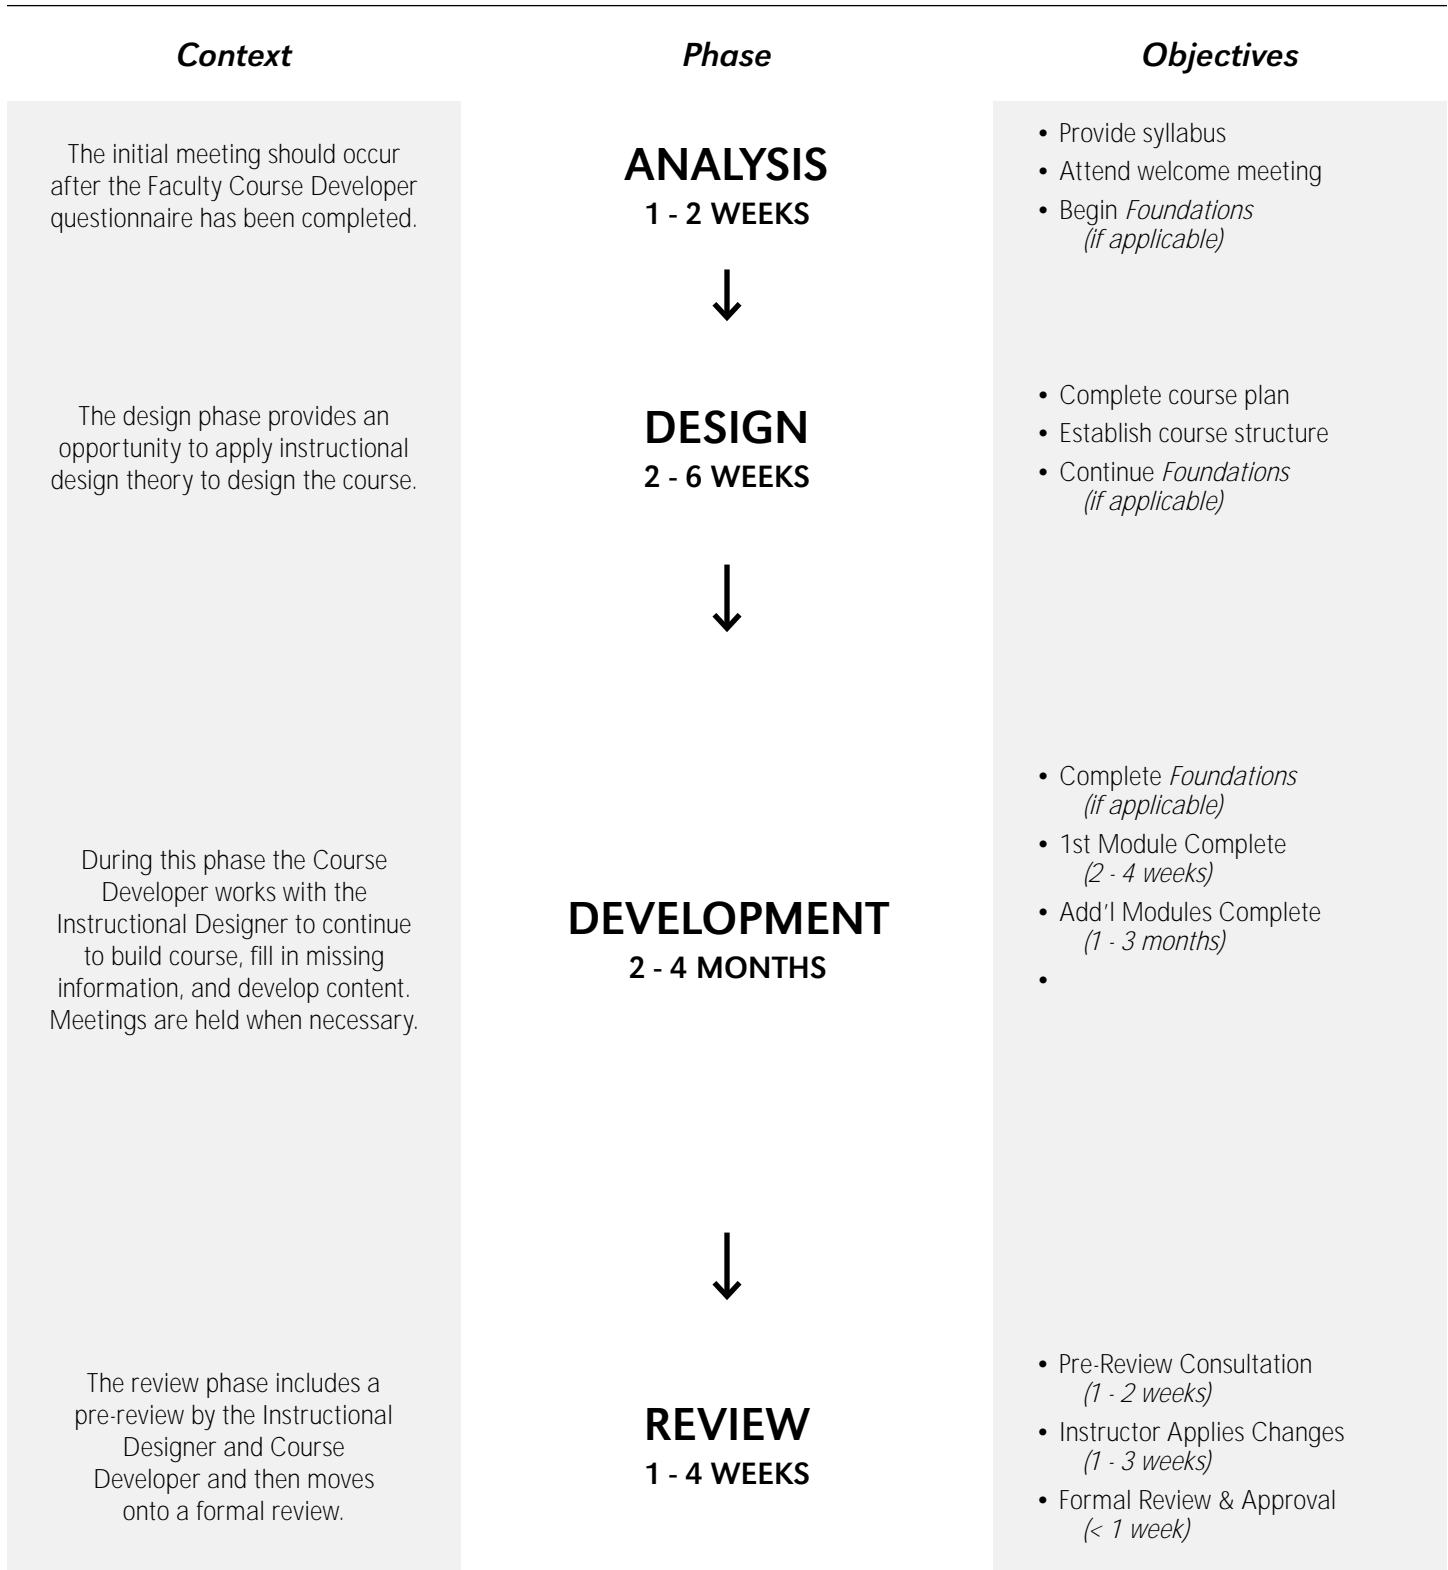 Context
Phase
Objectives
The initial meeting should occur
after the Faculty Course Developer
questionnaire has been completed.
ANALYSIS
1 - 2 WEEKS
• Provide syllabus
• Attend welcome meeting
• Begin Foundations
(if applicable)
The design phase provides an
opportunity to apply instructional
design theory to design the course.
DESIGN
2 - 6 WEEKS
• Complete course plan
• Establish course structure
• Continue Foundations
(if applicable)
During this phase the Course
Developer works with the
Instructional Designer to continue
to build course, fill in missing
information, and develop content.
Meetings are held when necessary.
DEVELOPMENT
2 - 4 MONTHS
• Complete Foundations
(if applicable)
• 1st Module Complete
(2 - 4 weeks)
• Add’l Modules Complete
(1 - 3 months)
•
The review phase includes a
pre-review by the Instructional
Designer and Course
Developer and then moves
onto a formal review.
REVIEW
1 - 4 WEEKS
• Pre-Review Consultation
(1 - 2 weeks)
• Instructor Applies Changes
(1 - 3 weeks)
• Formal Review & Approval
(< 1 week)